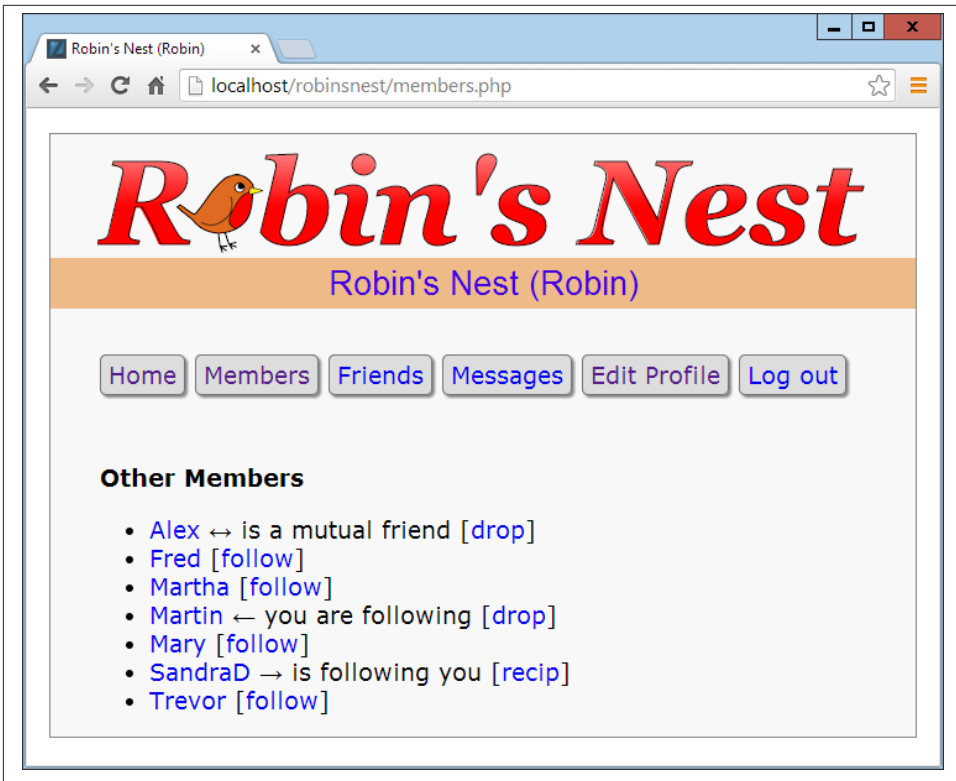 Robin's Nest (Robin)
localhost/robinsnest/members.php
Robin's Nest
Robin's Nest (Robin)
Home Members Friends Messages Edit Profile Log out
Other Members
• Alex ↔ is a mutual friend [drop]
• Fred [follow]
• Martha [follow]
• Martin ← you are following [drop]
• Mary [follow]
• SandraD → is following you [recip]
• Trevor [follow]